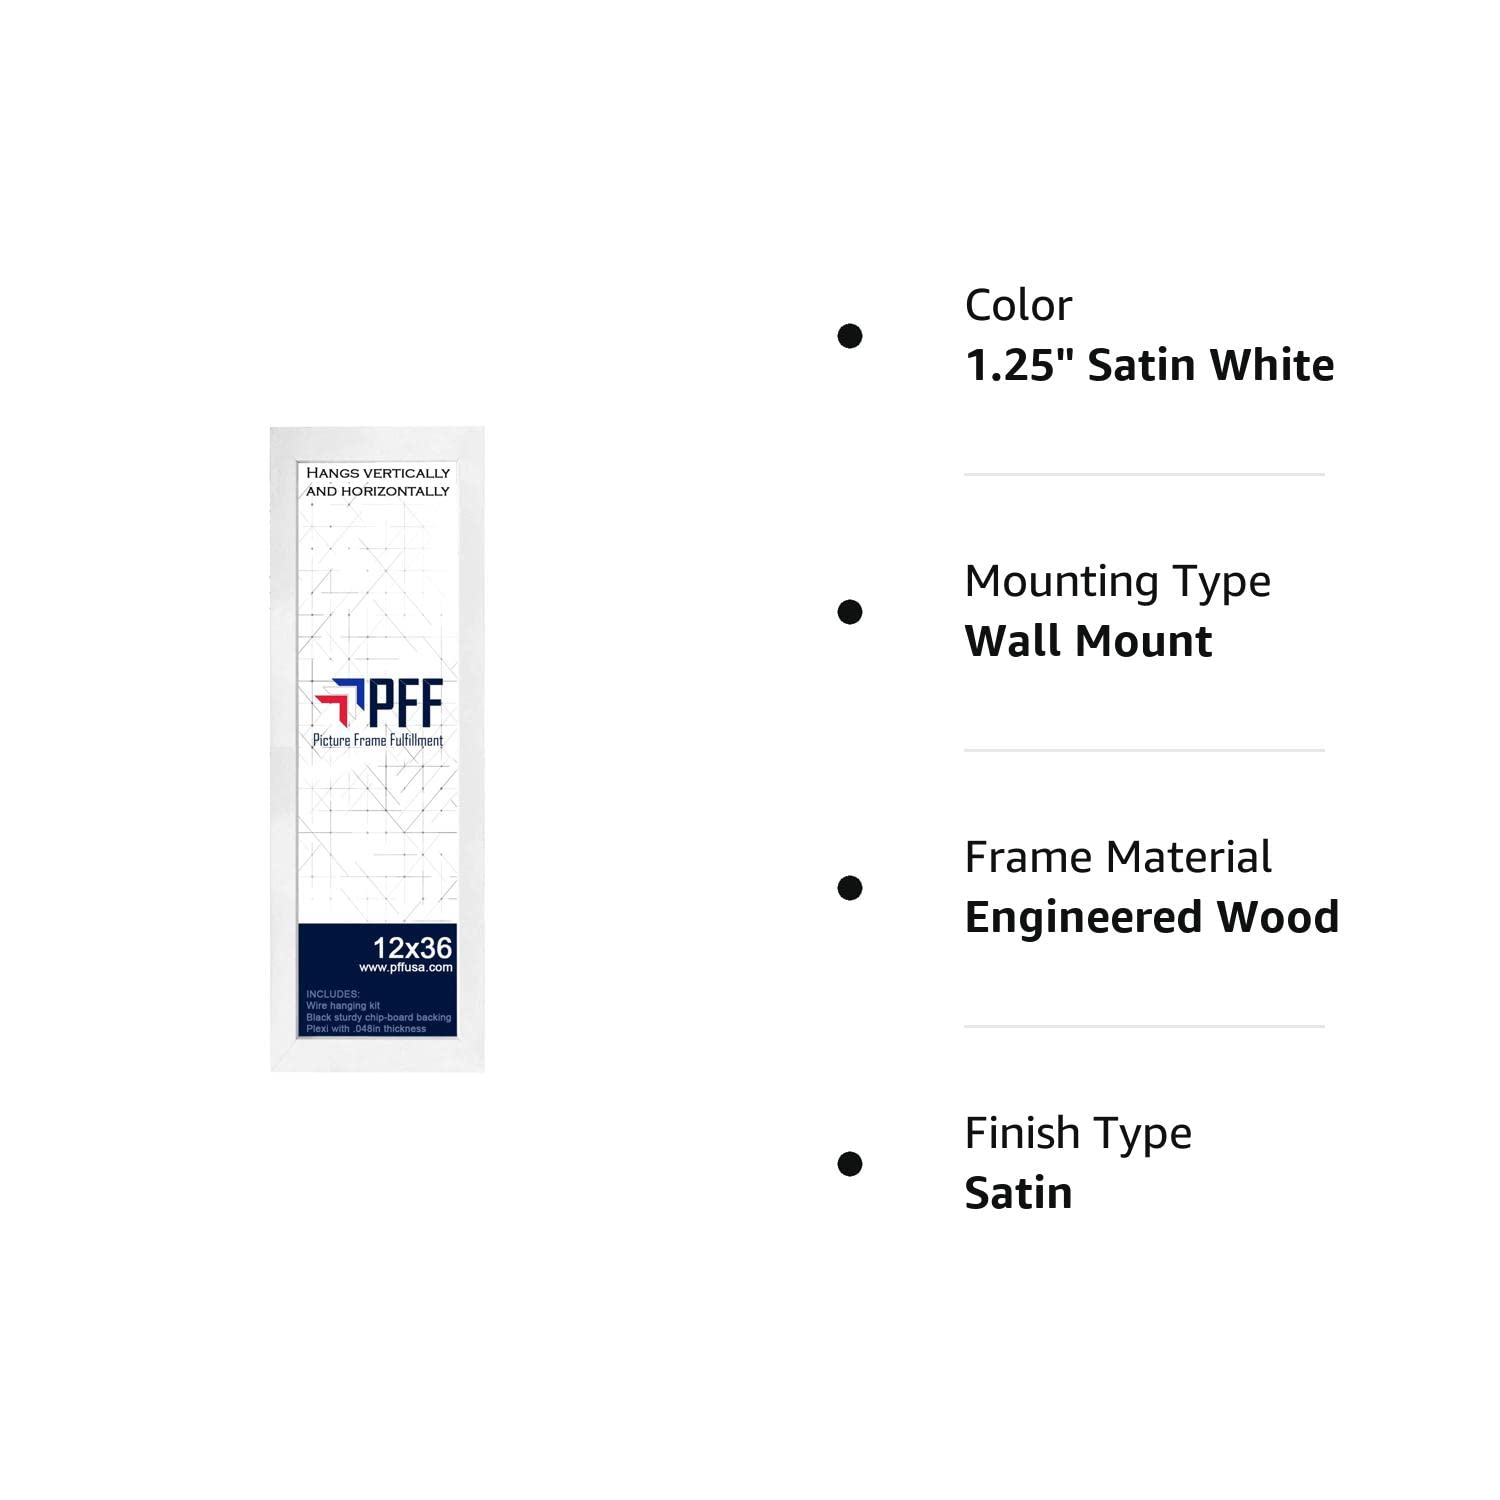 HANGS VERTICALLY
AND HORIZONTALLY
PFF
Picture Frame Fulfillment
12x36
www.pffusa.com
INCLUDES:
Wire hanging kit
Black sturdy chip-board backing
Plexi with .048in thickness
Color
1.25" Satin White
Mounting Type
Wall Mount
Frame Material
Engineered Wood
Finish Type
Satin